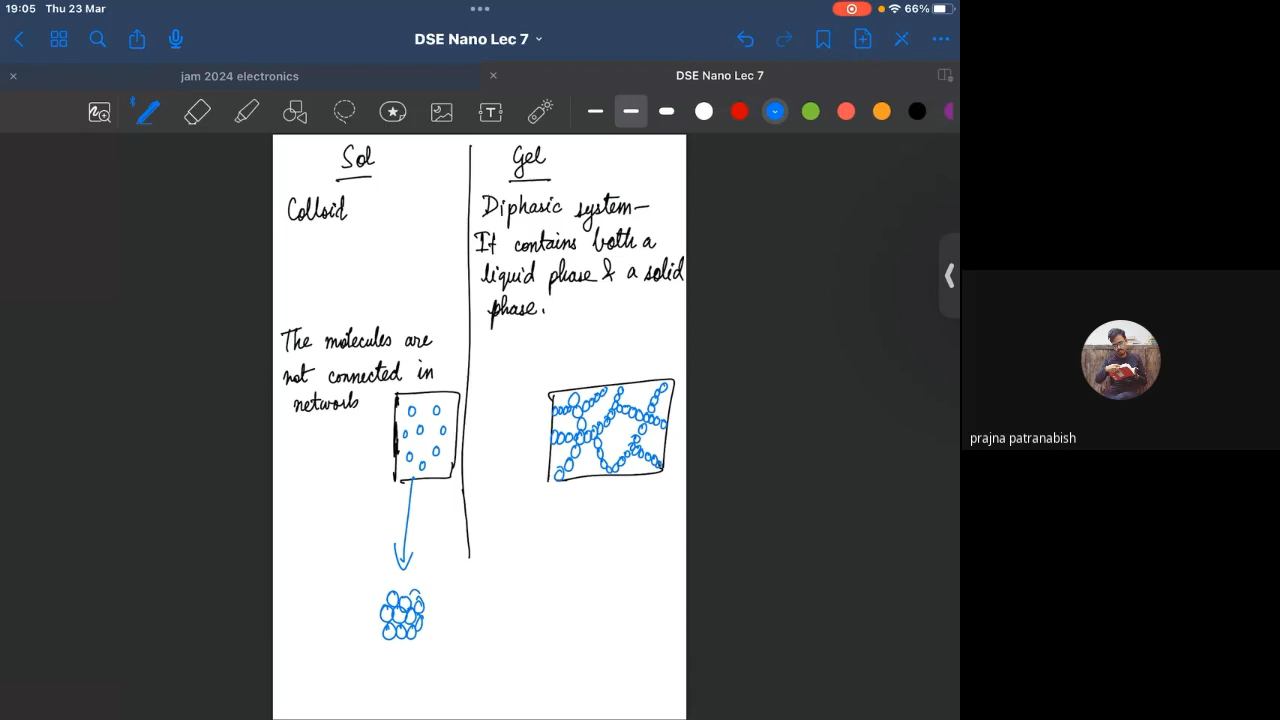 19:05 Thu 23 Mar
66%
DSE Nano Lec 7
jam 2024 electronics
DSE Nano Lec 7
Sol
Colloid
The molecules are
not connected in
network
Gel
Diphasic system—
It contains both a
liquid phase & a solid
phase.
prajna patranabish